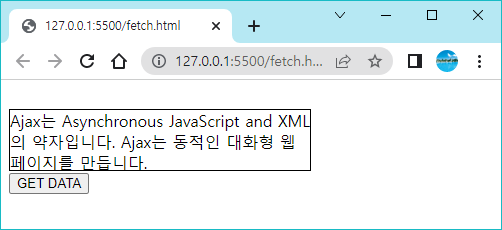 127.0.0.1:5500/fetch.html
127.0.0.1:5500/fetch.h...
Ajax는 Asynchronous JavaScript and XML
의 약자입니다. Ajax는 동적인 대화형 웹
페이지를 만듭니다.
GET DATA